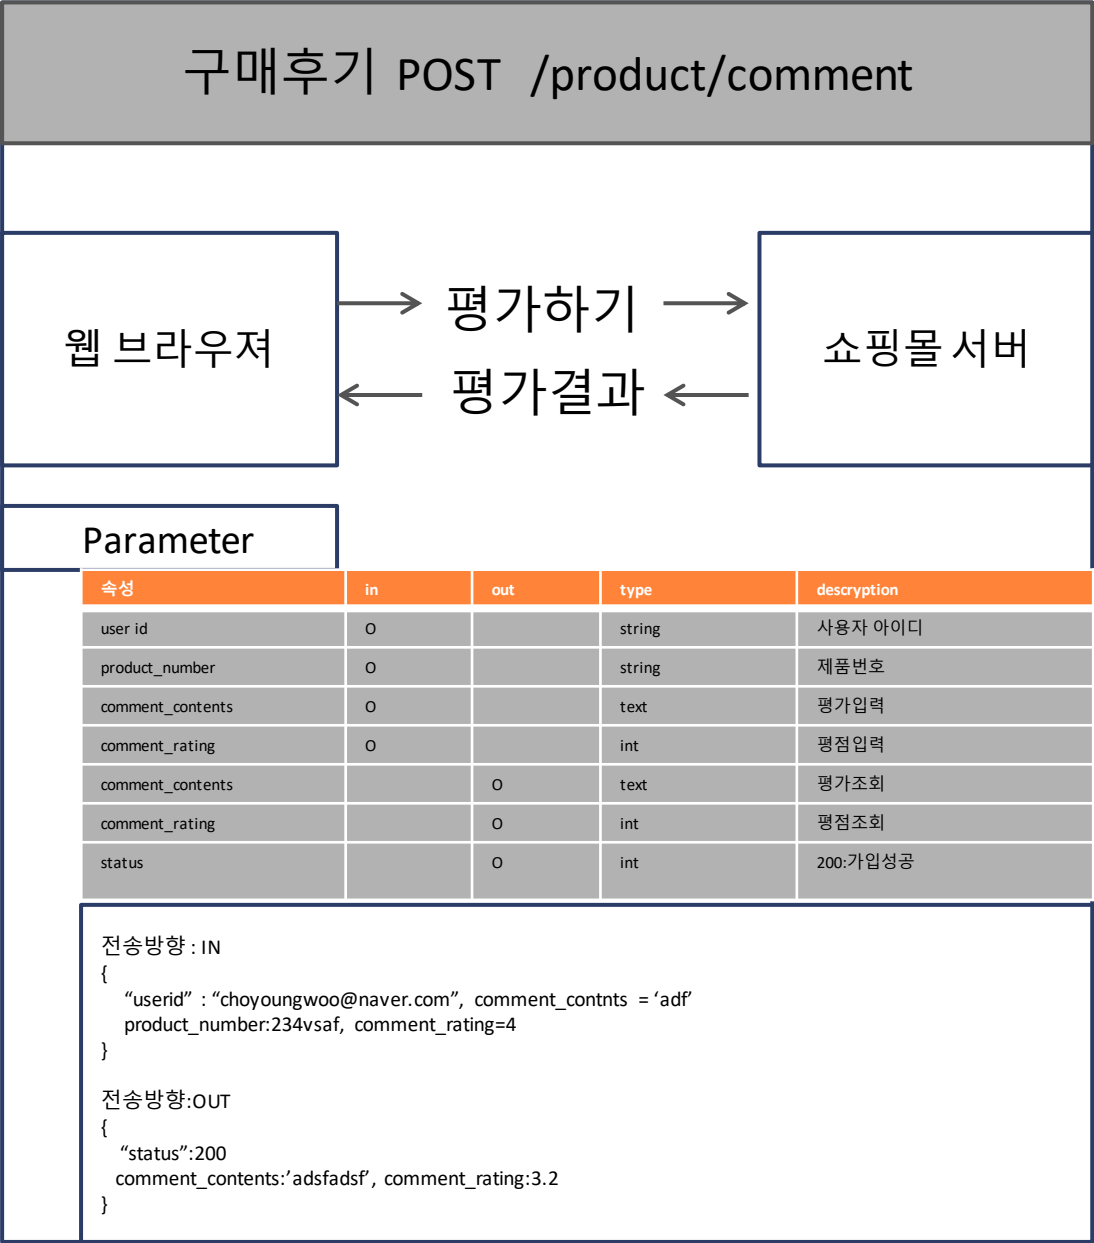 구매후기 POST /product/comment
웹 브라우져
평가하기
평가결과
쇼핑몰 서버
Parameter
속성 in out type descryption
user id O string 사용자 아이디
product_number O string 제품번호
comment_contents O text 평가입력
comment_rating O int 평점입력
comment_contents O text 평가조회
comment_rating O int 평점조회
status O int 200:가입성공
전송방향 : IN
{
“userid” : “choyoungwoo@naver.com”, comment_contnts = ‘adf’
product_number:234vsaf, comment_rating=4
}
전송방향:OUT
{
“status”:200
comment_contents:’adsfadsf’, comment_rating:3.2
}